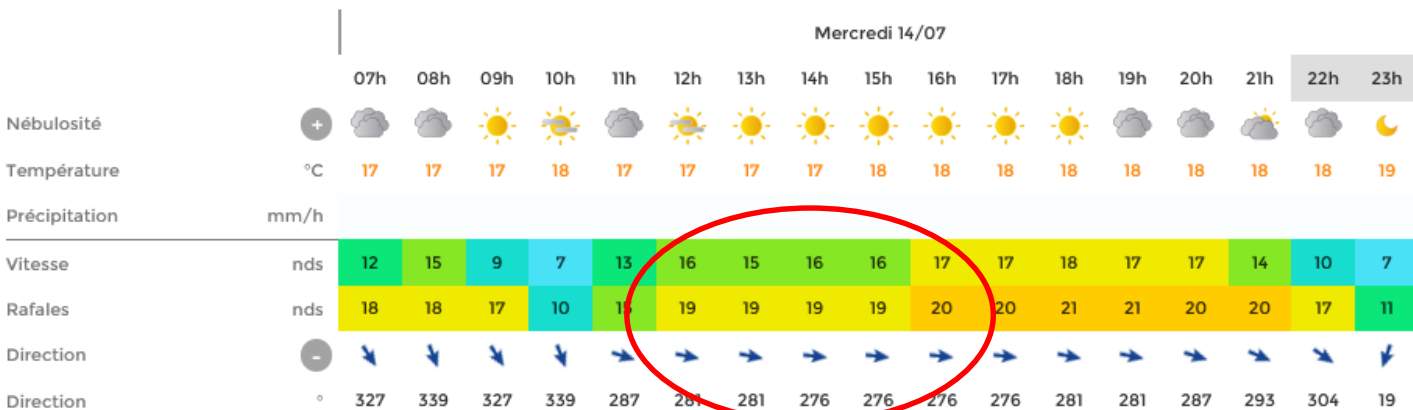 Mercredi 14/07
07h 08h 09h 10h 11h 12h 13h 14h 15h 16h 17h 18h 19h 20h 21h 22h 23h
Nébulosité +
Température °C 17 17 17 18 17 17 17 17 18 18 18 18 18 18 18 18 19
Précipitation mm/h
Vitesse nds 12 15 9 7 13 16 15 16 16 17 17 18 17 17 14 10 7
Rafales nds 18 18 17 10 15 19 19 19 19 20 20 21 21 20 20 17 11
Direction -
Direction ° 327 339 327 339 287 281 281 276 276 276 276 281 281 287 293 304 19